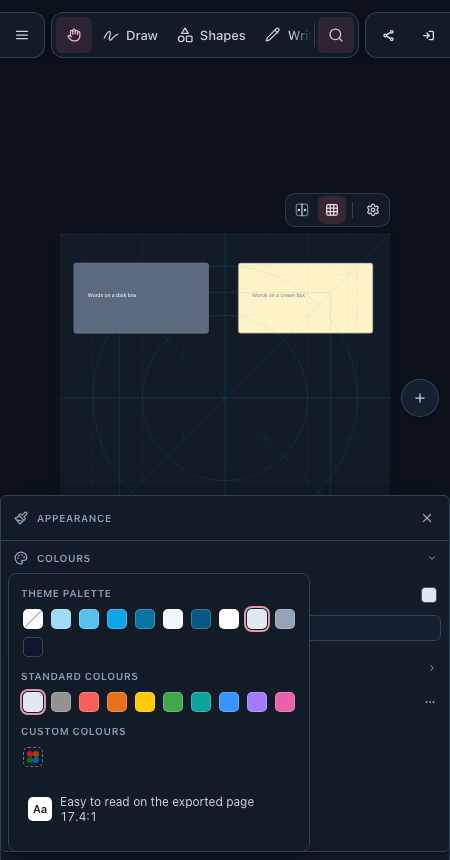 Draw
Shapes
Words on a dark box
Words on a cream box
APPEARANCE
COLOURS
THEME PALETTE
STANDARD COLOURS
CUSTOM COLOURS
Aa
Easy to read on the exported page
17.4:1